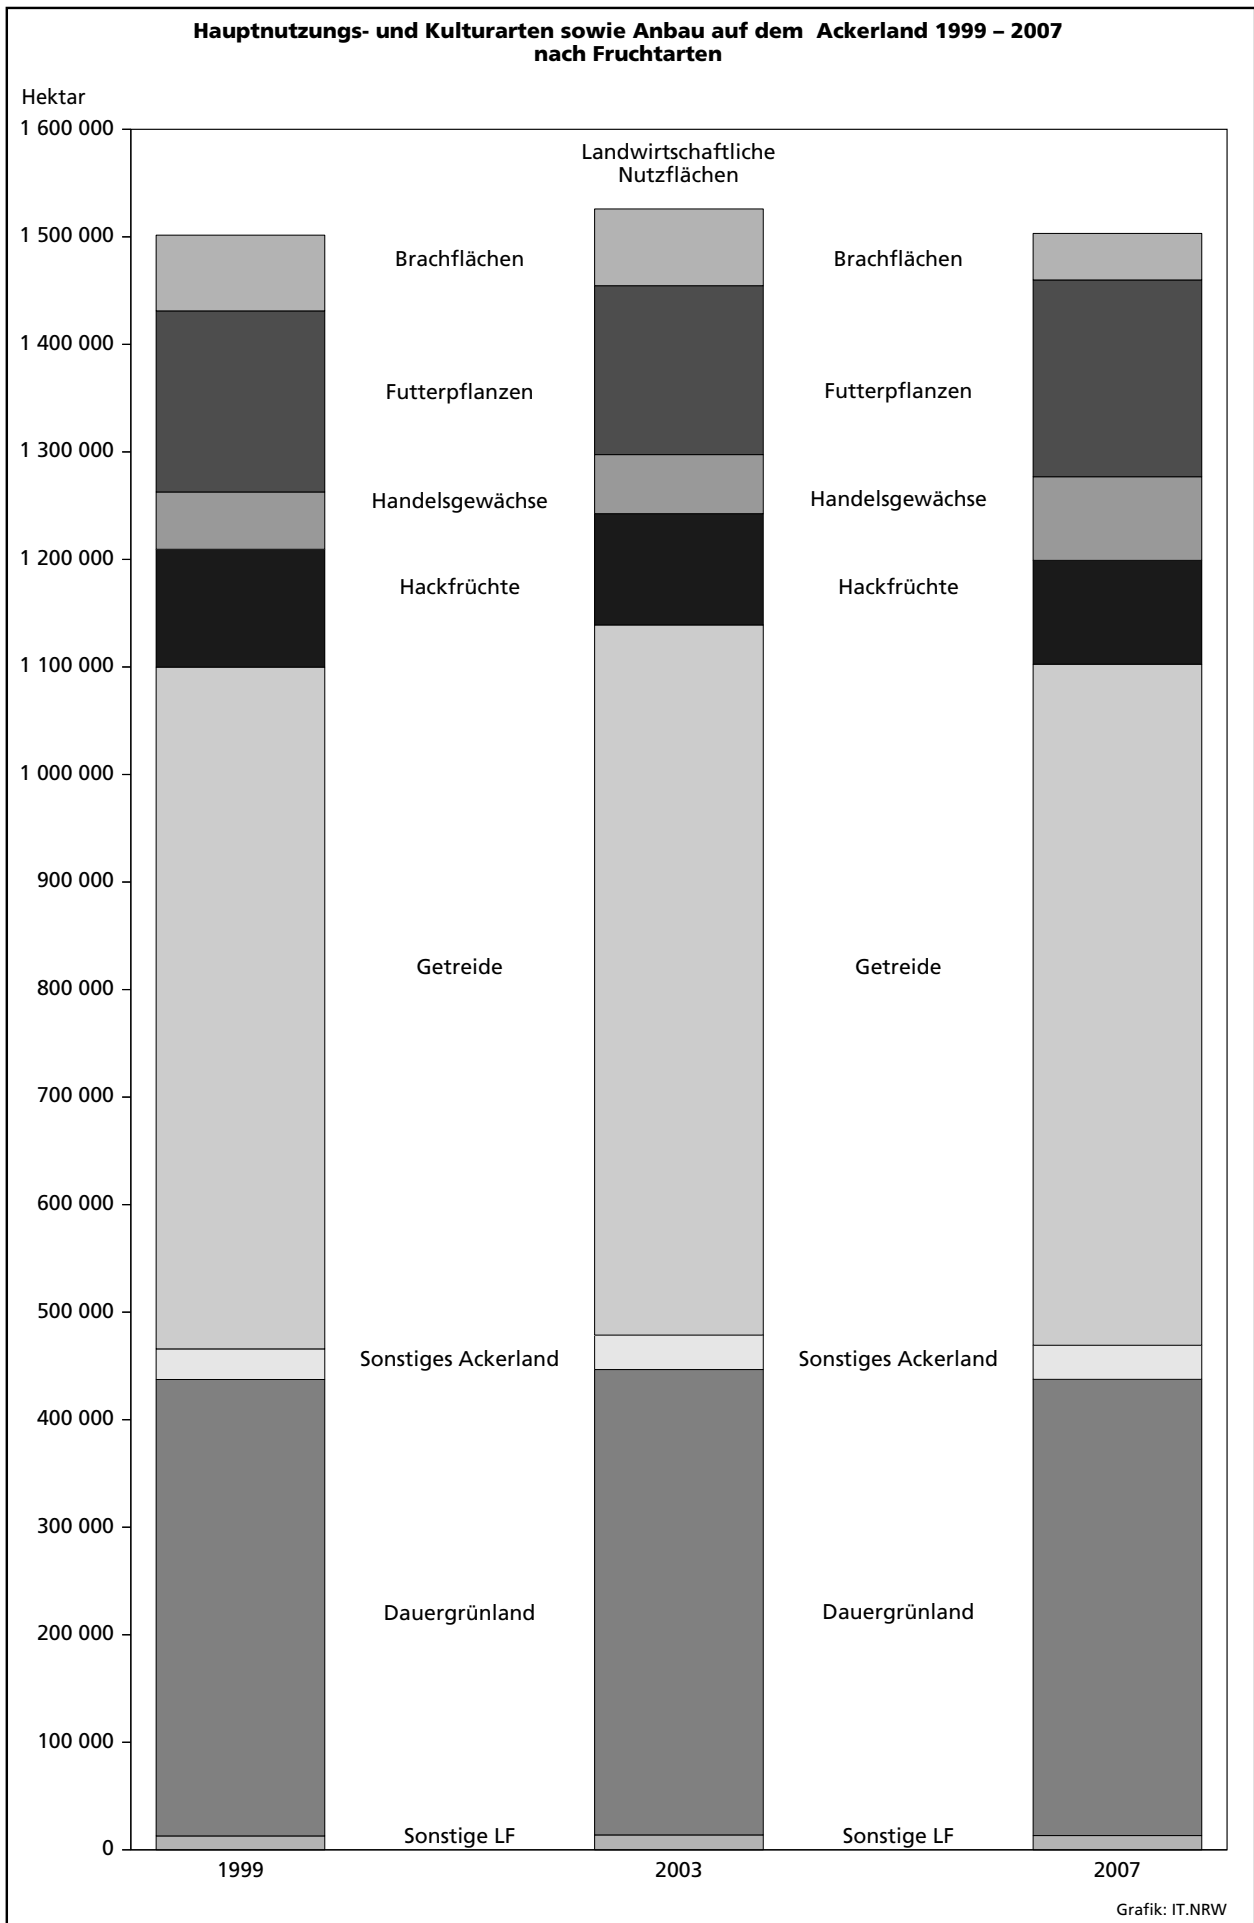 Hauptnutzungs- und Kulturarten sowie Anbau auf dem Ackerland 1999 – 2007
nach Fruchtarten
Hektar
1 600 000
1 500 000
1 400 000
1 300 000
1 200 000
1 100 000
1 000 000
900 000
800 000
700 000
600 000
500 000
400 000
300 000
200 000
100 000
0
Landwirtschaftliche
Nutzflächen
Brachflächen
Futterpflanzen
Handelsgewächse
Hackfrüchte
Getreide
Sonstiges Ackerland
Dauergrünland
Sonstige LF
Brachflächen
Futterpflanzen
Handelsgewächse
Hackfrüchte
Getreide
Sonstiges Ackerland
Dauergrünland
Sonstige LF
1999
2003
2007
Grafik: IT.NRW